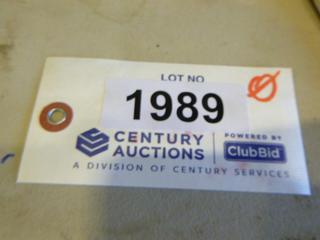 LOT NO
1989
CENTURY
AUCTIONS
POWERED BY
ClubBid
A DIVISION OF CENTURY SERVICES